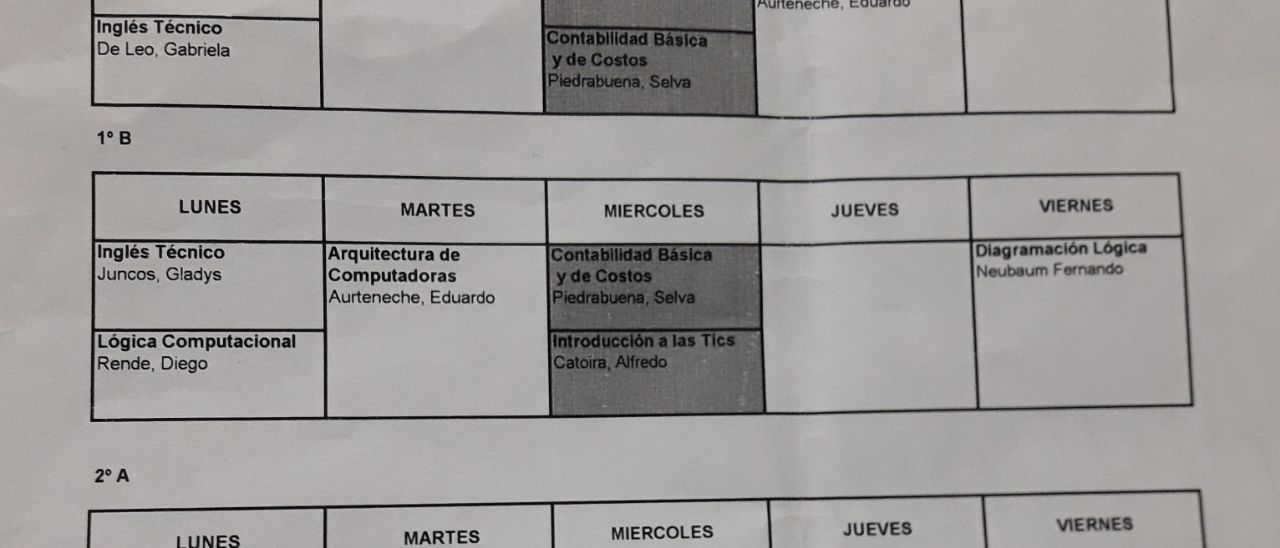 Aurteneche, Eduardo
Inglés Técnico
De Leo, Gabriela
Contabilidad Básica
y de Costos
Piedrabuena, Selva
1º B
LUNES
MARTES
MIERCOLES
JUEVES
VIERNES
Inglés Técnico
Juncos, Gladys
Arquitectura de
Computadoras
Aurteneche, Eduardo
Contabilidad Básica
y de Costos
Piedrabuena, Selva
Diagramación Lógica
Neubaum Fernando
Lógica Computacional
Rende, Diego
Introducción a las Tics
Catoira, Alfredo
2º A
LUNES
MARTES
MIERCOLES
JUEVES
VIERNES